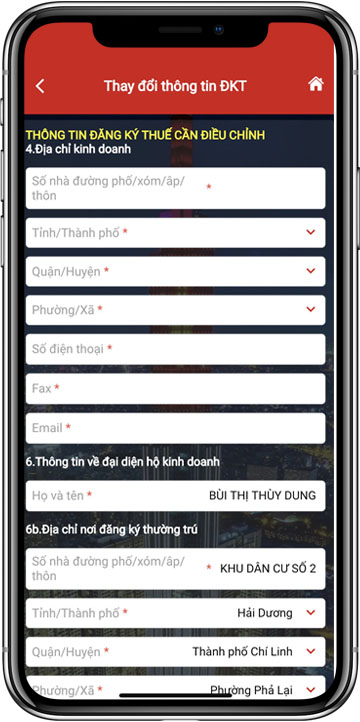 Thay đổi thông tin ĐKT
THÔNG TIN ĐĂNG KÝ THUẾ CẦN ĐIỀU CHỈNH
4.Địa chỉ kinh doanh
Số nhà đường phố/xóm/ấp/
thôn *
Tỉnh/Thành phố *
Quận/Huyện *
Phường/Xã *
Số điện thoại *
Fax *
Email *
6.Thông tin về đại diện hộ kinh doanh
Họ và tên * BÙI THỊ THÙY DUNG
6b.Địa chỉ nơi đăng ký thường trú
Số nhà đường phố/xóm/ấp/
thôn * KHU DÂN CƯ SỐ 2
Tỉnh/Thành phố * Hải Dương
Quận/Huyện * Thành phố Chí Linh
Phường/Xã * Phường Phả Lại